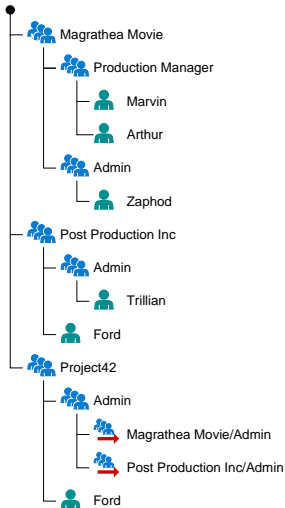 Magrathea Movie
Production Manager
Marvin
Arthur
Admin
Zaphod
Post Production Inc
Admin
Trillian
Ford
Project42
Admin
Magrathea Movie/Admin
Post Production Inc/Admin
Ford